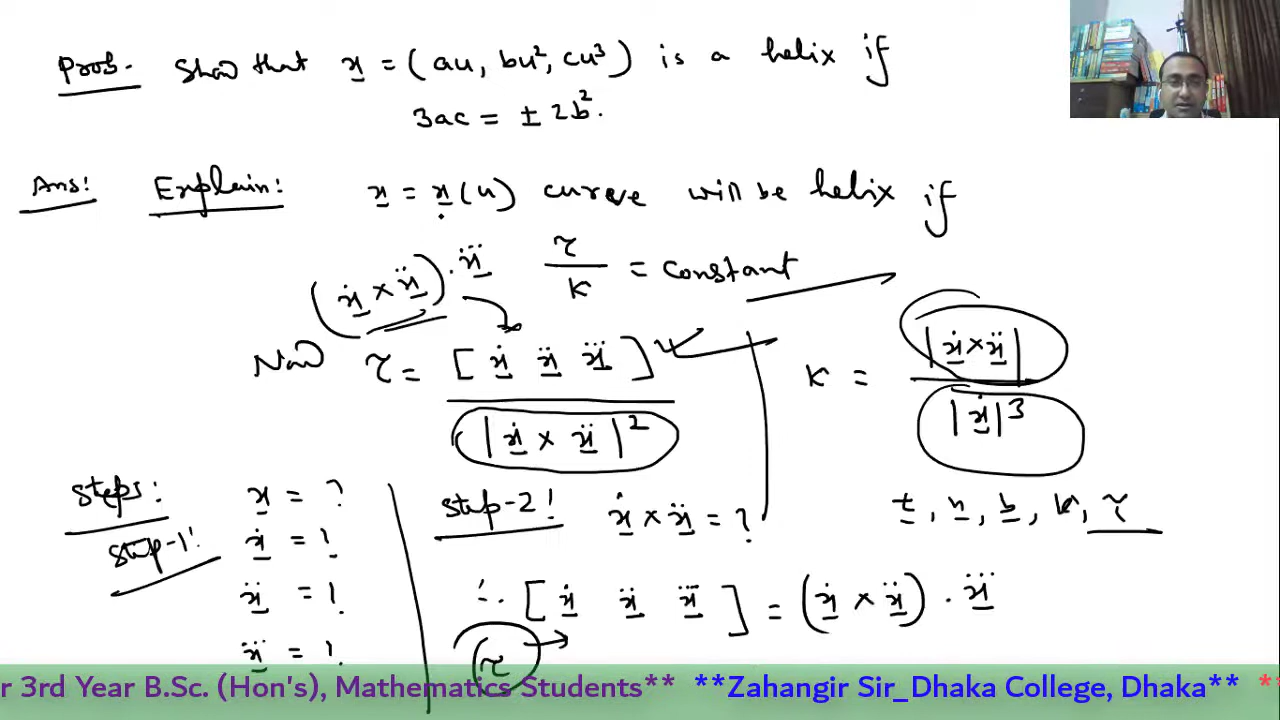 Prob. Show that x = (au, bu², cu³) is a helix if
3ac = ± 2b².
Ans: Explain: x = x(u) curve will be helix if
(ẋ × ẍ) · x⃛ τ/κ = constant
Now τ = [ẋ ẍ x⃛] / |ẋ × ẍ|² κ = |ẋ × ẍ| / |ẋ|³
Steps: x = ?
Step-1: ẋ = ?
ẍ = ?
x⃛ = ?
Step-2: ẋ × ẍ = ?
∴ [ẋ ẍ x⃛] = (ẋ × ẍ) · x⃛
τ →
t, n, b, κ, τ
r 3rd Year B.Sc. (Hon's), Mathematics Students** **Zahangir Sir_Dhaka College, Dhaka** **